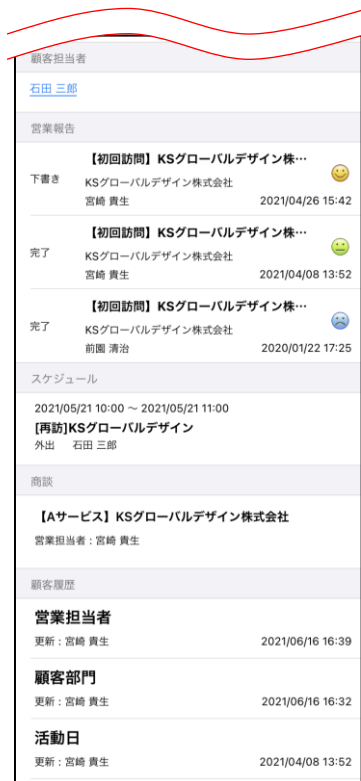 顧客担当者
石田 三郎
営業報告
【初回訪問】KSグローバルデザイン株…
下書き
KSグローバルデザイン株式会社
宮崎 貴生 2021/04/26 15:42
【初回訪問】KSグローバルデザイン株…
完了
KSグローバルデザイン株式会社
宮崎 貴生 2021/04/08 13:52
【初回訪問】KSグローバルデザイン株…
完了
KSグローバルデザイン株式会社
前園 清治 2020/01/22 17:25
スケジュール
2021/05/21 10:00 ～ 2021/05/21 11:00
[再訪]KSグローバルデザイン
外出 石田 三郎
商談
【Aサービス】KSグローバルデザイン株式会社
営業担当者 : 宮崎 貴生
顧客履歴
営業担当者
更新 : 宮崎 貴生 2021/06/16 16:39
顧客部門
更新 : 宮崎 貴生 2021/06/16 16:32
活動日
更新 : 宮崎 貴生 2021/04/08 13:52